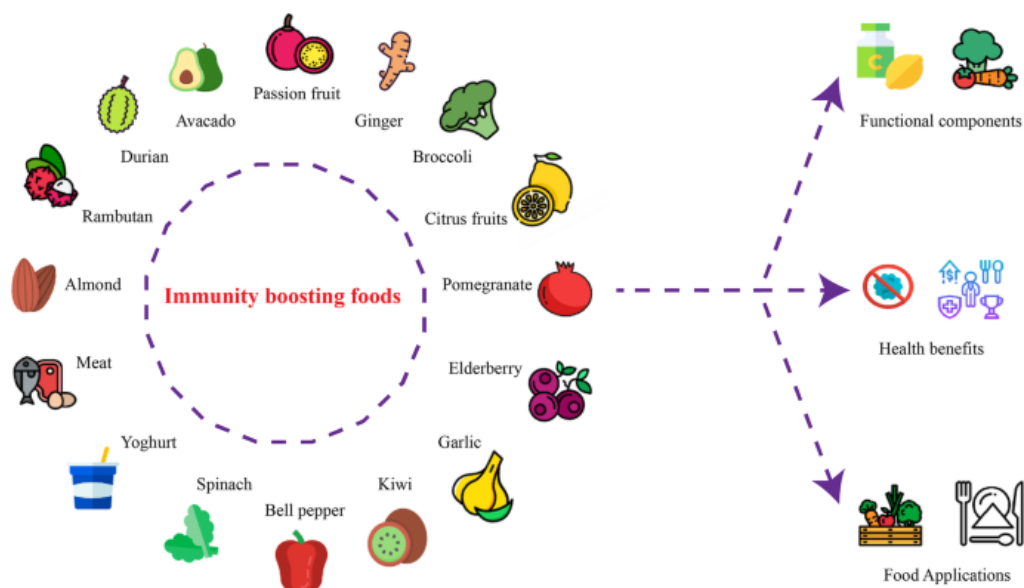 Passion fruit
Avacado
Ginger
Functional components
Durian
Broccoli
Rambutan
Citrus fruits
Almond
Immunity boosting foods
Pomegranate
Health benefits
Meat
Elderberry
Yoghurt
Garlic
Spinach
Kiwi
Bell pepper
Food Applications
C
$